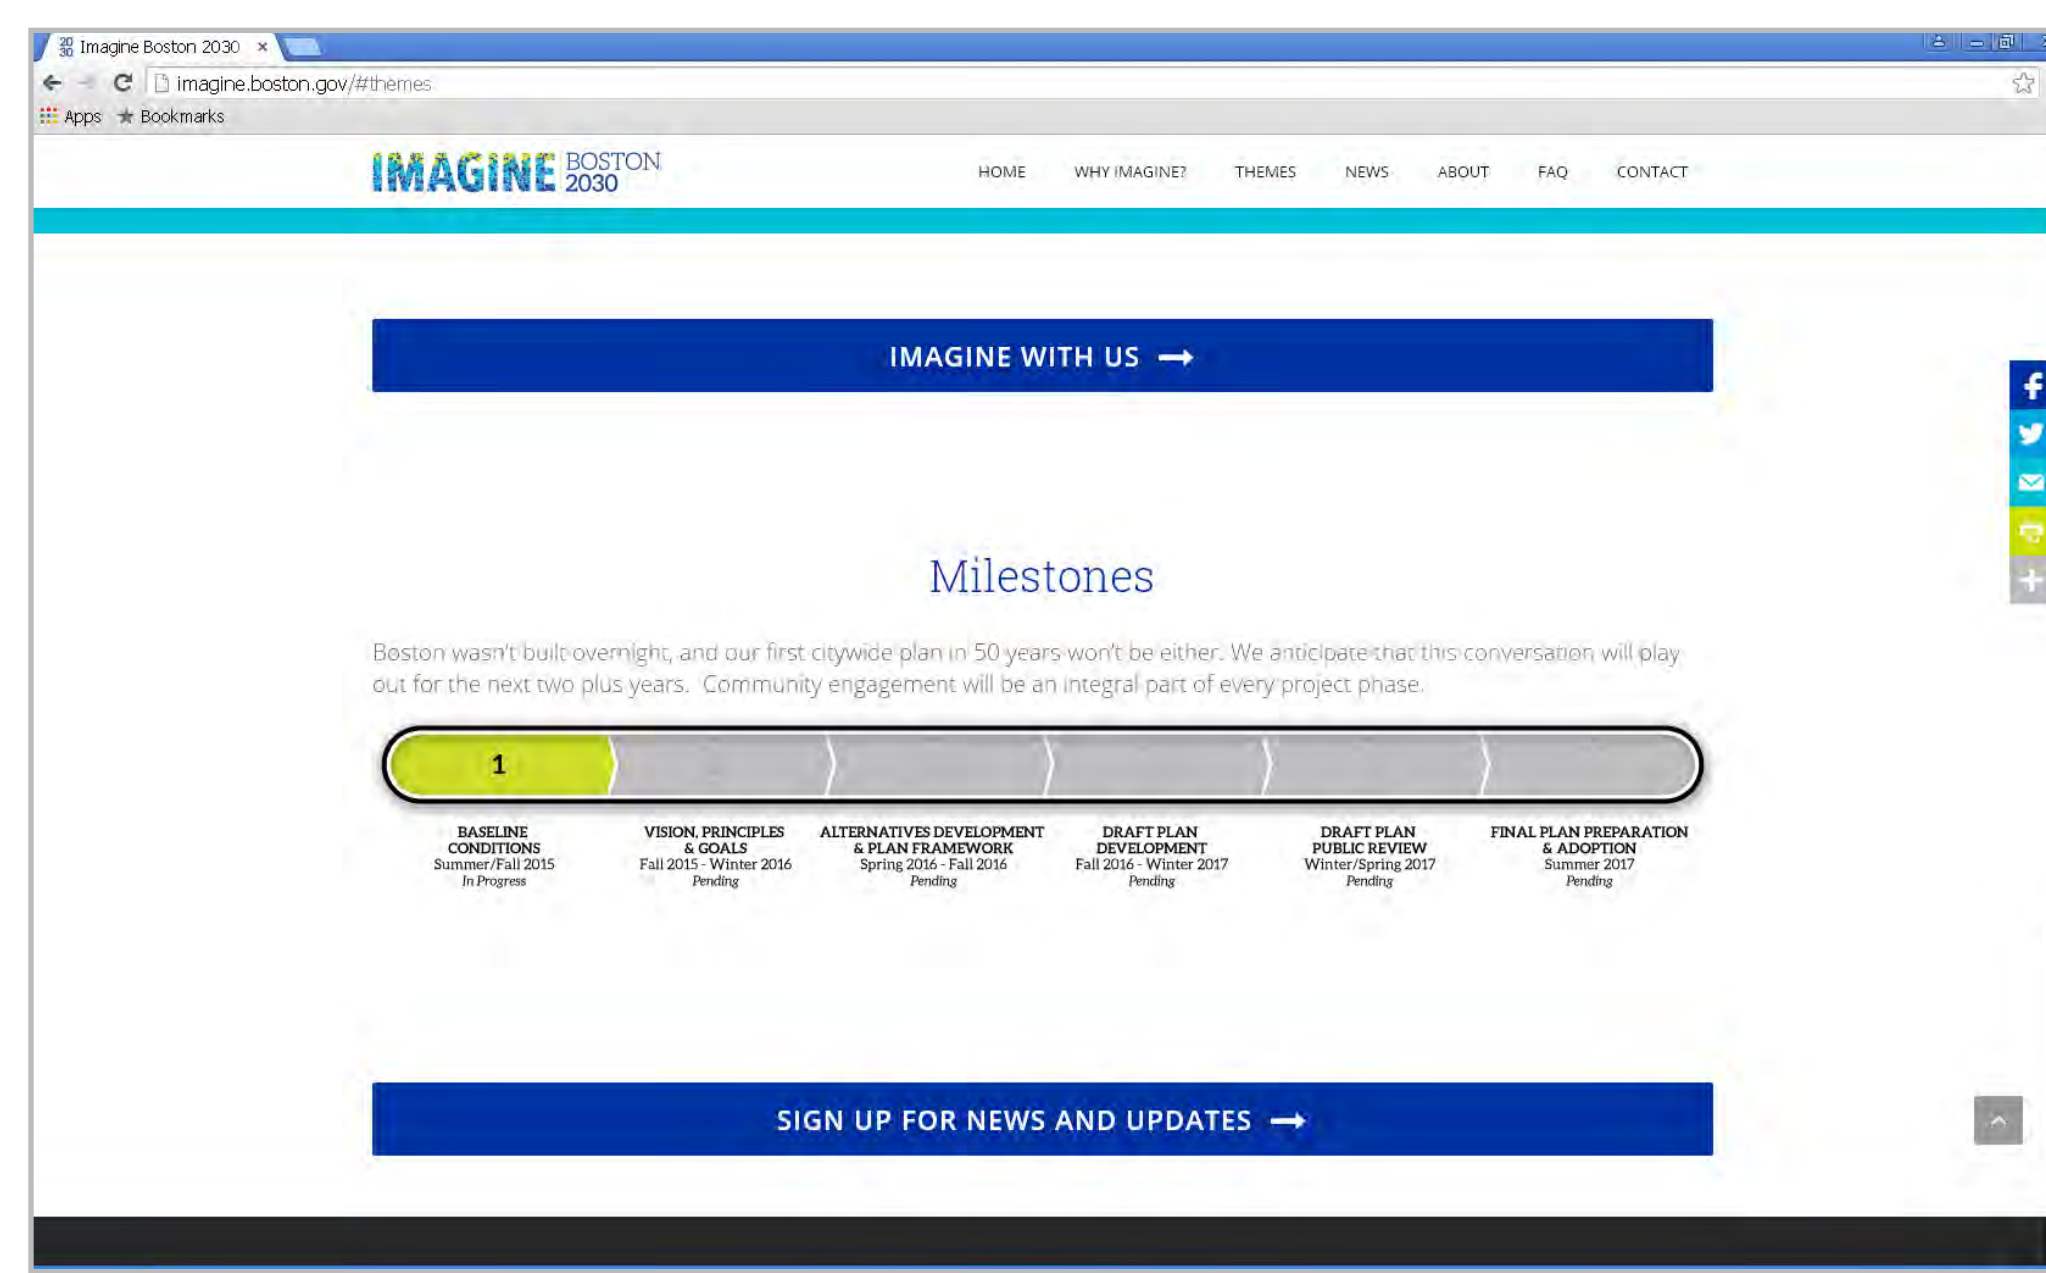 20 30 Imagine Boston 2030 ×
imagine.boston.gov/#themes
Apps ★ Bookmarks
IMAGINE BOSTON 2030
HOME WHY IMAGINE? THEMES NEWS ABOUT FAQ CONTACT
IMAGINE WITH US →
Milestones
Boston wasn't built overnight, and our first citywide plan in 50 years won't be either. We anticipate that this conversation will play
out for the next two plus years. Community engagement will be an integral part of every project phase.
1
BASELINE
CONDITIONS
Summer/Fall 2015
In Progress
VISION, PRINCIPLES
& GOALS
Fall 2015 - Winter 2016
Pending
ALTERNATIVES DEVELOPMENT
& PLAN FRAMEWORK
Spring 2016 - Fall 2016
Pending
DRAFT PLAN
DEVELOPMENT
Fall 2016 - Winter 2017
Pending
DRAFT PLAN
PUBLIC REVIEW
Winter/Spring 2017
Pending
FINAL PLAN PREPARATION
& ADOPTION
Summer 2017
Pending
SIGN UP FOR NEWS AND UPDATES →